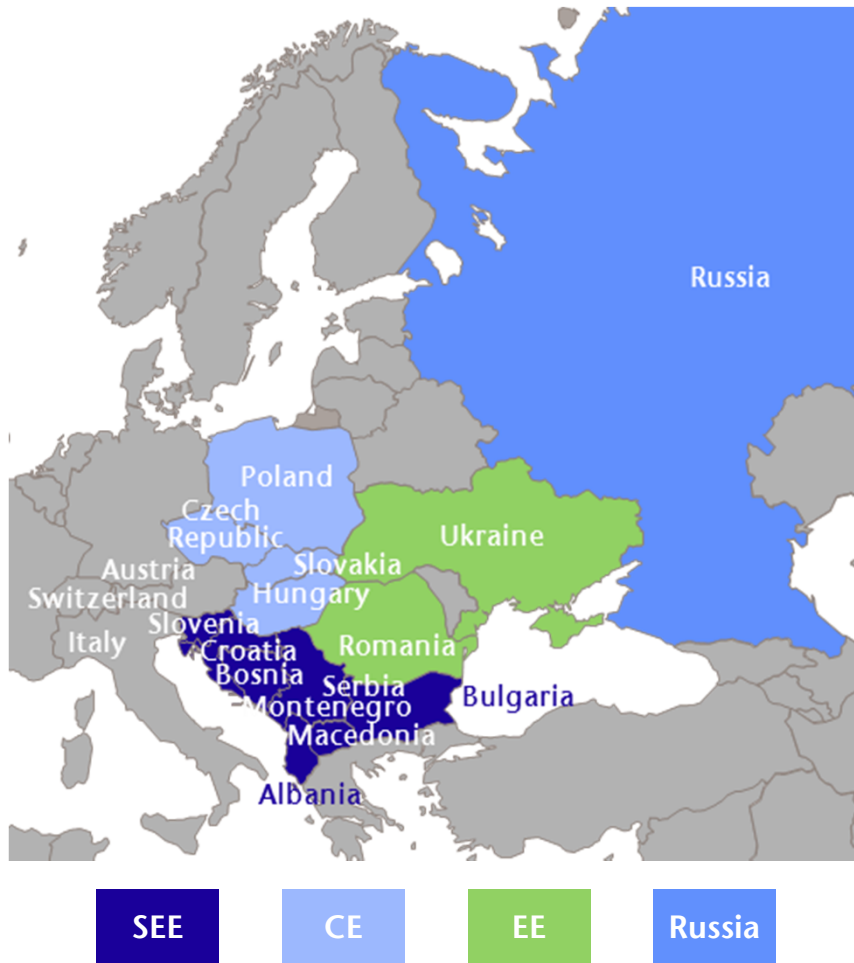 Russia
Poland
Czech
Republic
Ukraine
Slovakia
Austria
Hungary
Switzerland
Slovenia
Italy
Croatia
Romania
Bosnia
Serbia
Bulgaria
Montenegro
Macedonia
Albania
SEE
CE
EE
Russia